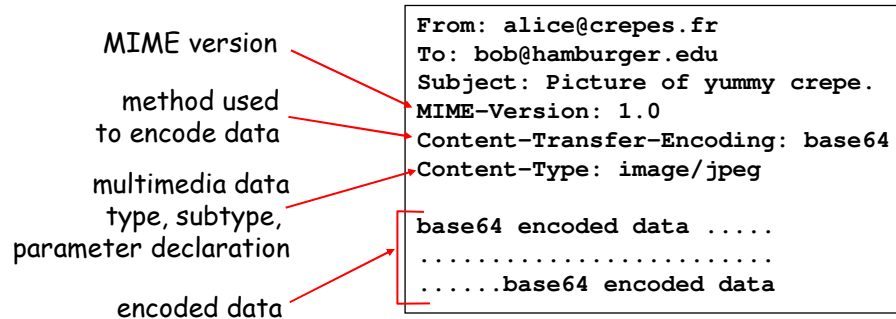 MIME version
method used
to encode data
multimedia data
type, subtype,
parameter declaration
encoded data
From: alice@crepes.fr
To: bob@hamburger.edu
Subject: Picture of yummy crepe.
MIME-Version: 1.0
Content-Transfer-Encoding: base64
Content-Type: image/jpeg
base64 encoded data .....
.........................
......base64 encoded data